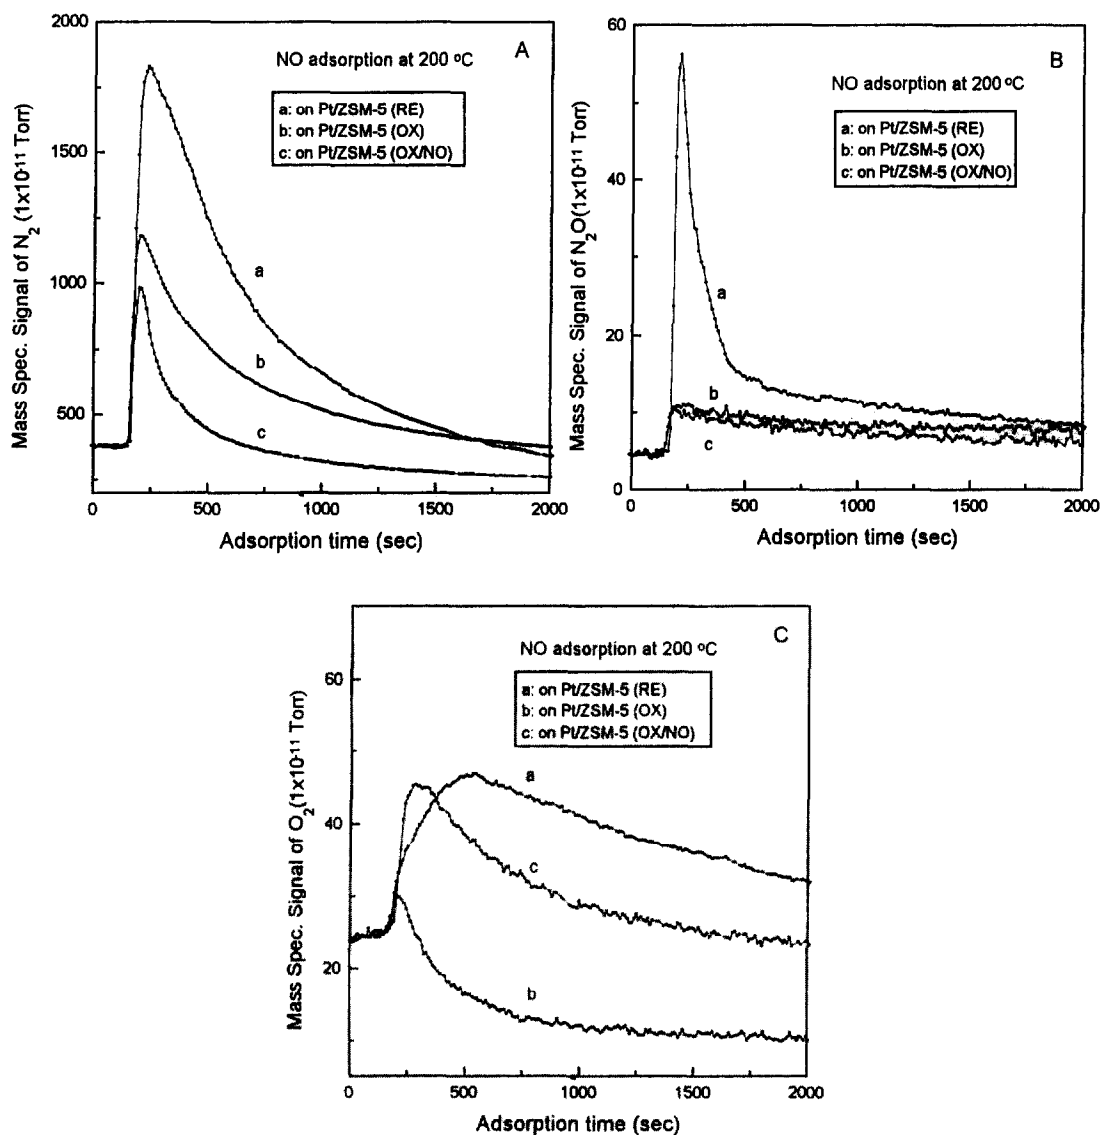 A
NO adsorption at 200 ºC
a: on Pt/ZSM-5 (RE)
b: on Pt/ZSM-5 (OX)
c: on Pt/ZSM-5 (OX/NO)
Mass Spec. Signal of N2 (1x10-11 Torr)
2000
1500
1000
500
a
b
c
0 500 1000 1500 2000
Adsorption time (sec)
B
NO adsorption at 200 ºC
a: on Pt/ZSM-5 (RE)
b: on Pt/ZSM-5 (OX)
c: on Pt/ZSM-5 (OX/NO)
Mass Spec. Signal of N2O(1x10-11 Torr)
60
40
20
0
a
b
c
0 500 1000 1500 2000
Adsorption time (sec)
C
NO adsorption at 200 ºC
a: on Pt/ZSM-5 (RE)
b: on Pt/ZSM-5 (OX)
c: on Pt/ZSM-5 (OX/NO)
Mass Spec. Signal of O2(1x10-11 Torr)
60
40
20
a
c
b
0 500 1000 1500 2000
Adsorption time (sec)